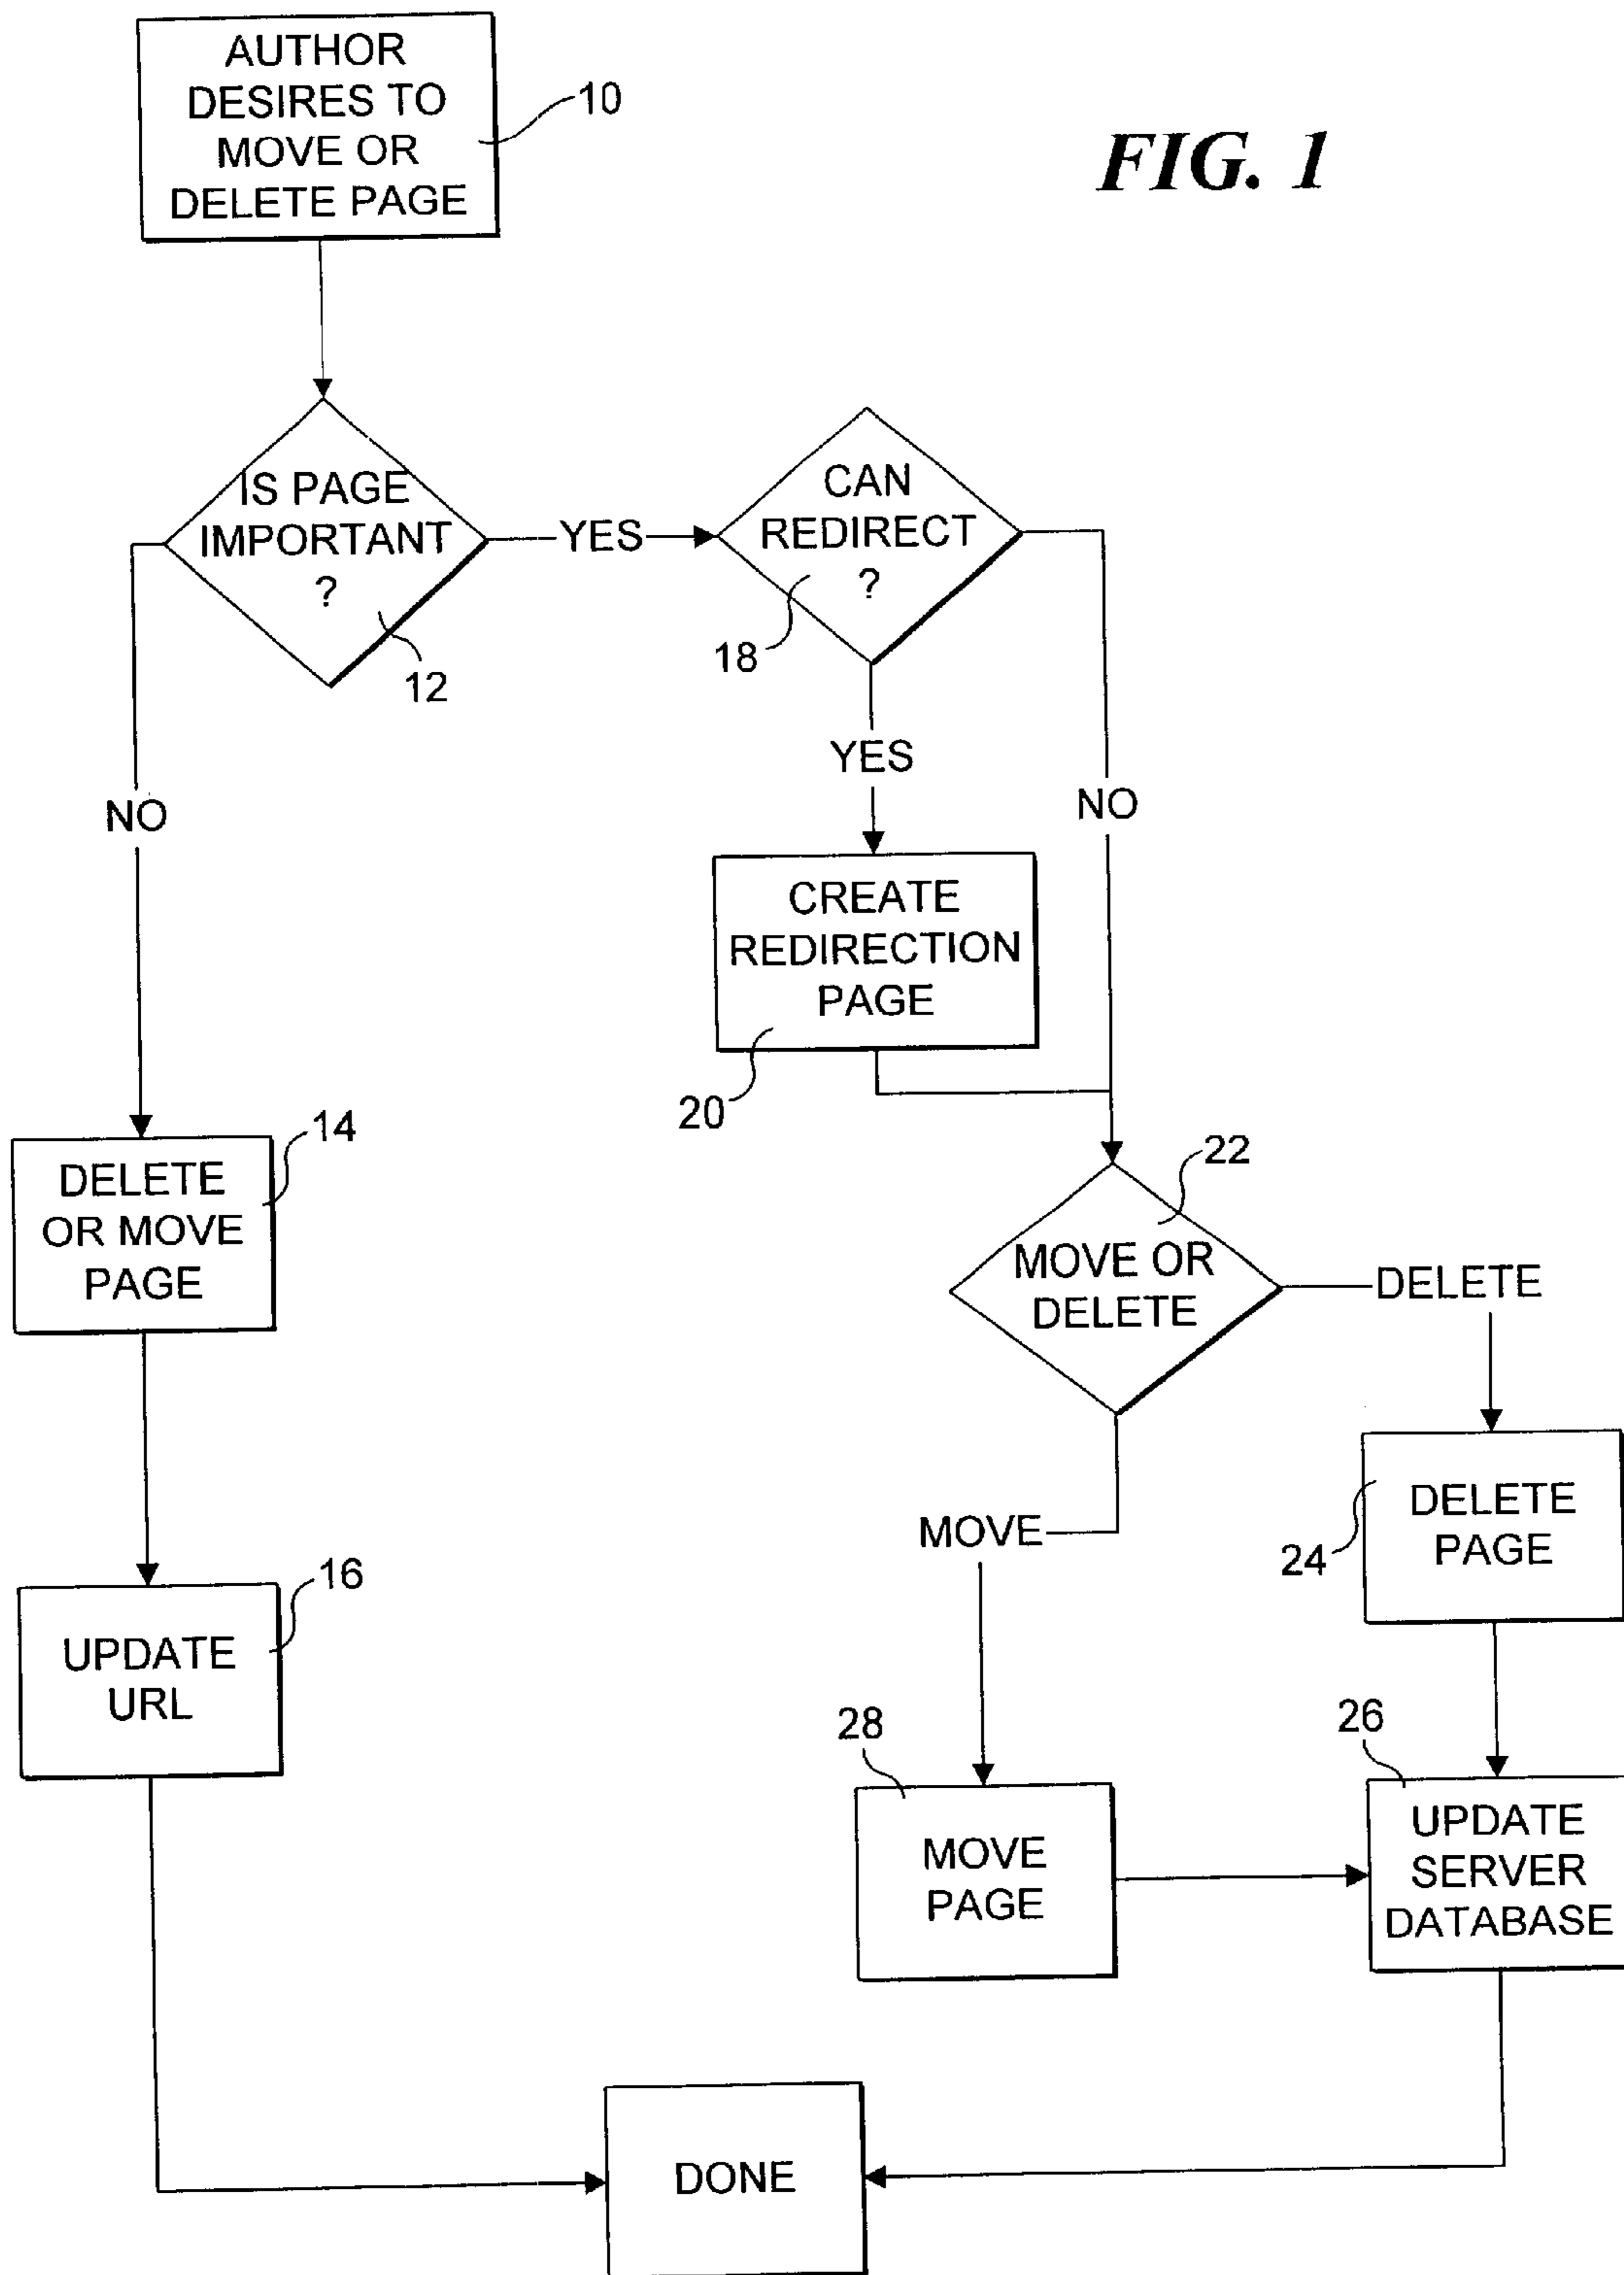 AUTHOR
DESIRES TO
MOVE OR
DELETE PAGE
10
FIG. 1
IS PAGE
IMPORTANT
?
12
YES
CAN
REDIRECT
?
18
NO
YES
NO
CREATE
REDIRECTION
PAGE
20
DELETE
OR MOVE
PAGE
14
22
MOVE OR
DELETE
DELETE
MOVE
DELETE
PAGE
24
UPDATE
URL
16
28
MOVE
PAGE
26
UPDATE
SERVER
DATABASE
DONE